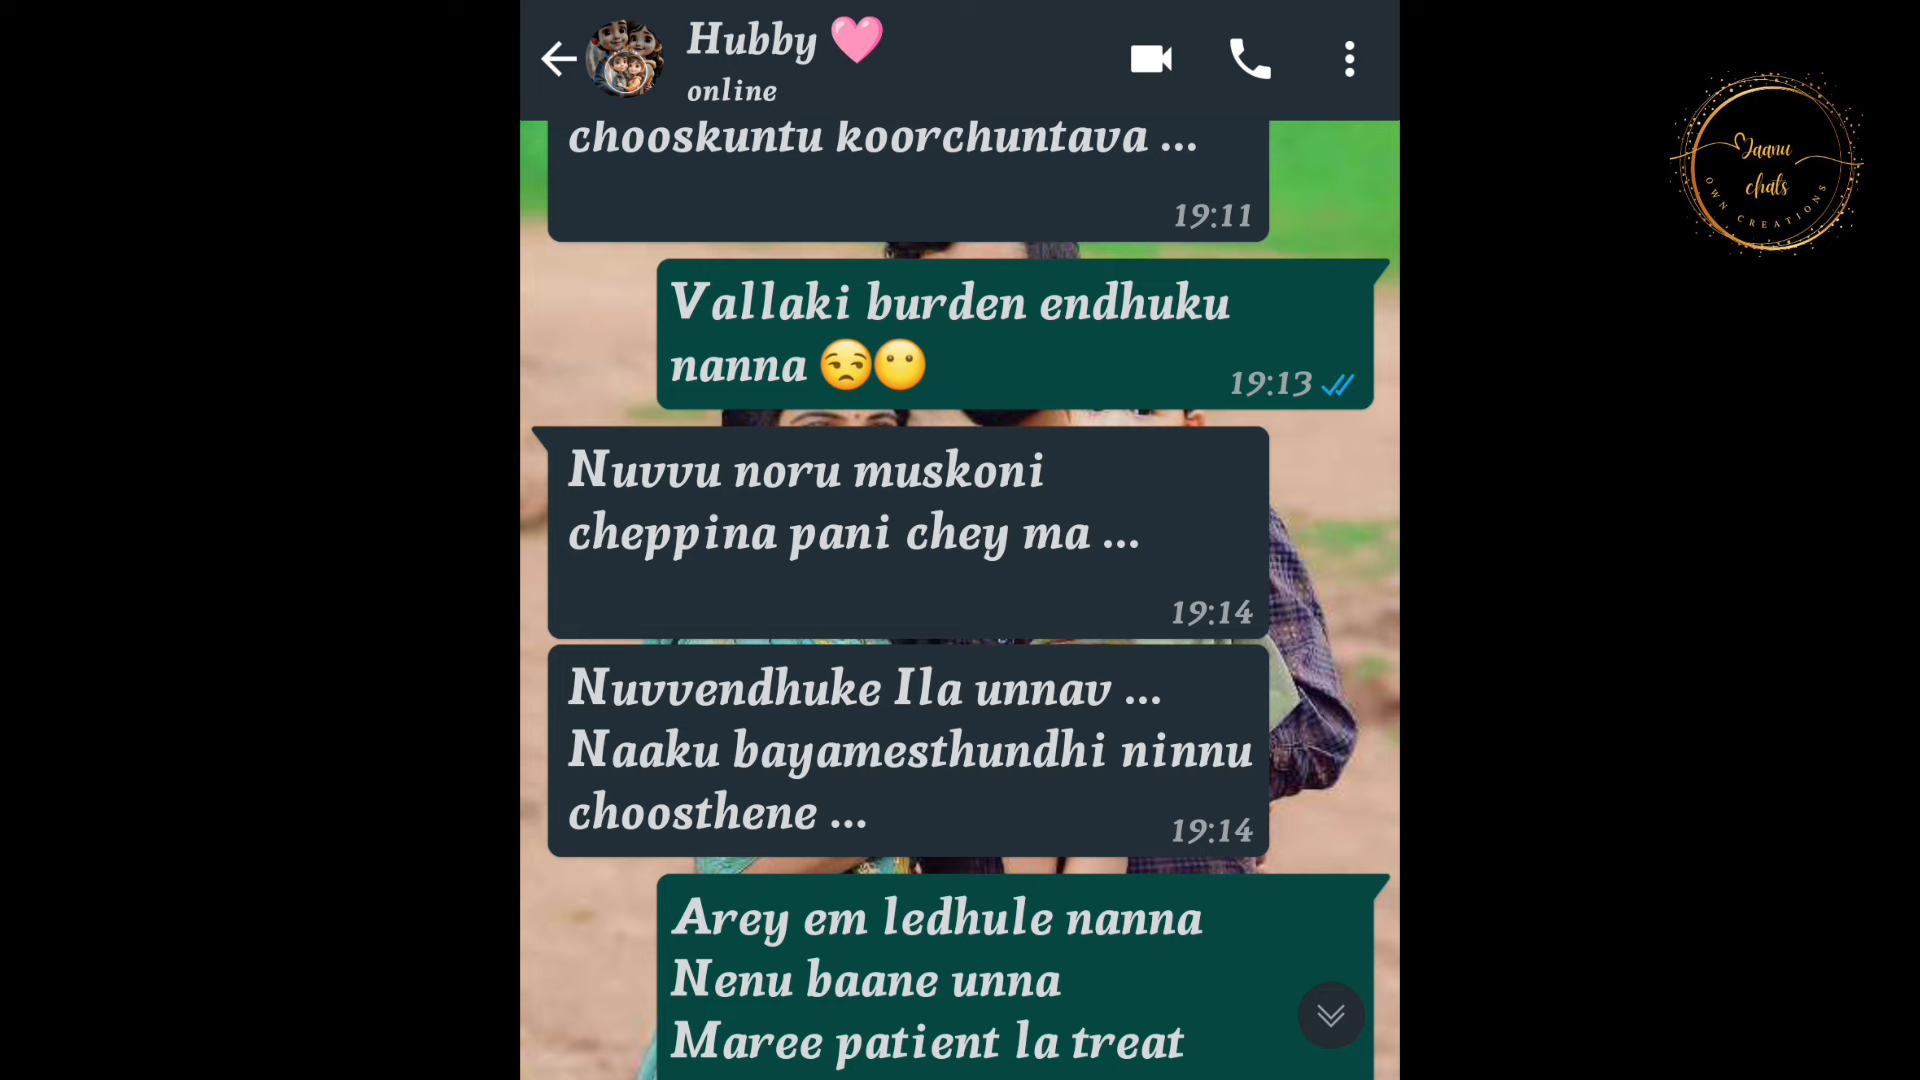 Hubby 🩷
online
chooskuntu koorchuntava ...
19:11
Vallaki burden endhuku
nanna 😒😶
19:13
Nuvvu noru muskoni
cheppina pani chey ma ...
19:14
Nuvvendhuke Ila unnav ...
Naaku bayamesthundhi ninnu
choosthene ...
19:14
Arey em ledhule nanna
Nenu baane unna
Maree patient la treat
Jaanu
chats
OWN CREATIONS